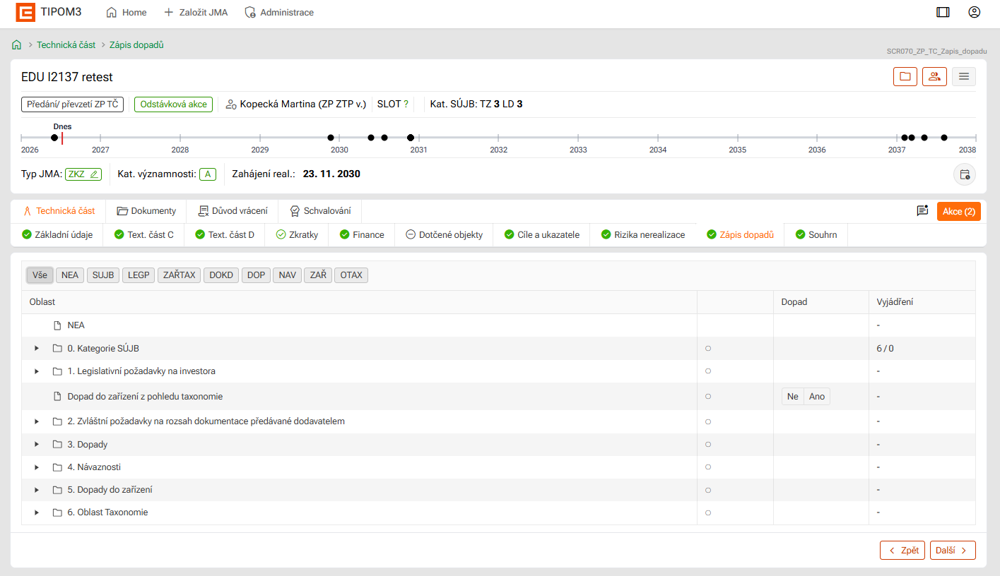 TIPOM3 Home Založit JMA Administrace
Technická část > Zápis dopadů
SCR070_ZP_TC_Zapis_dopadu
EDU I2137 retest
Předání/ převzetí ZP TČ Odstávková akce Kopecká Martina (ZP ZTP v.) SLOT ? Kat. SÚJB: TZ 3 LD 3
Dnes
2026 2027 2028 2029 2030 2031 2032 2033 2034 2035 2036 2037 2038
Typ JMA: ZKZ Kat. významnosti: A Zahájení real.: 23. 11. 2030
Technická část Dokumenty Důvod vrácení Schvalování Akce (2)
Základní údaje Text. část C Text. část D Zkratky Finance Dotčené objekty Cíle a ukazatele Rizika nerealizace Zápis dopadů Souhrn
Vše NEA SUJB LEGP ZAŘTAX DOKD DOP NAV ZAŘ OTAX
Oblast Dopad Vyjádření
NEA -
0. Kategorie SÚJB 6 / 0
1. Legislativní požadavky na investora -
Dopad do zařízení z pohledu taxonomie Ne Ano -
2. Zvláštní požadavky na rozsah dokumentace předávané dodavatelem -
3. Dopady -
4. Návaznosti -
5. Dopady do zařízení -
6. Oblast Taxonomie -
Zpět Další